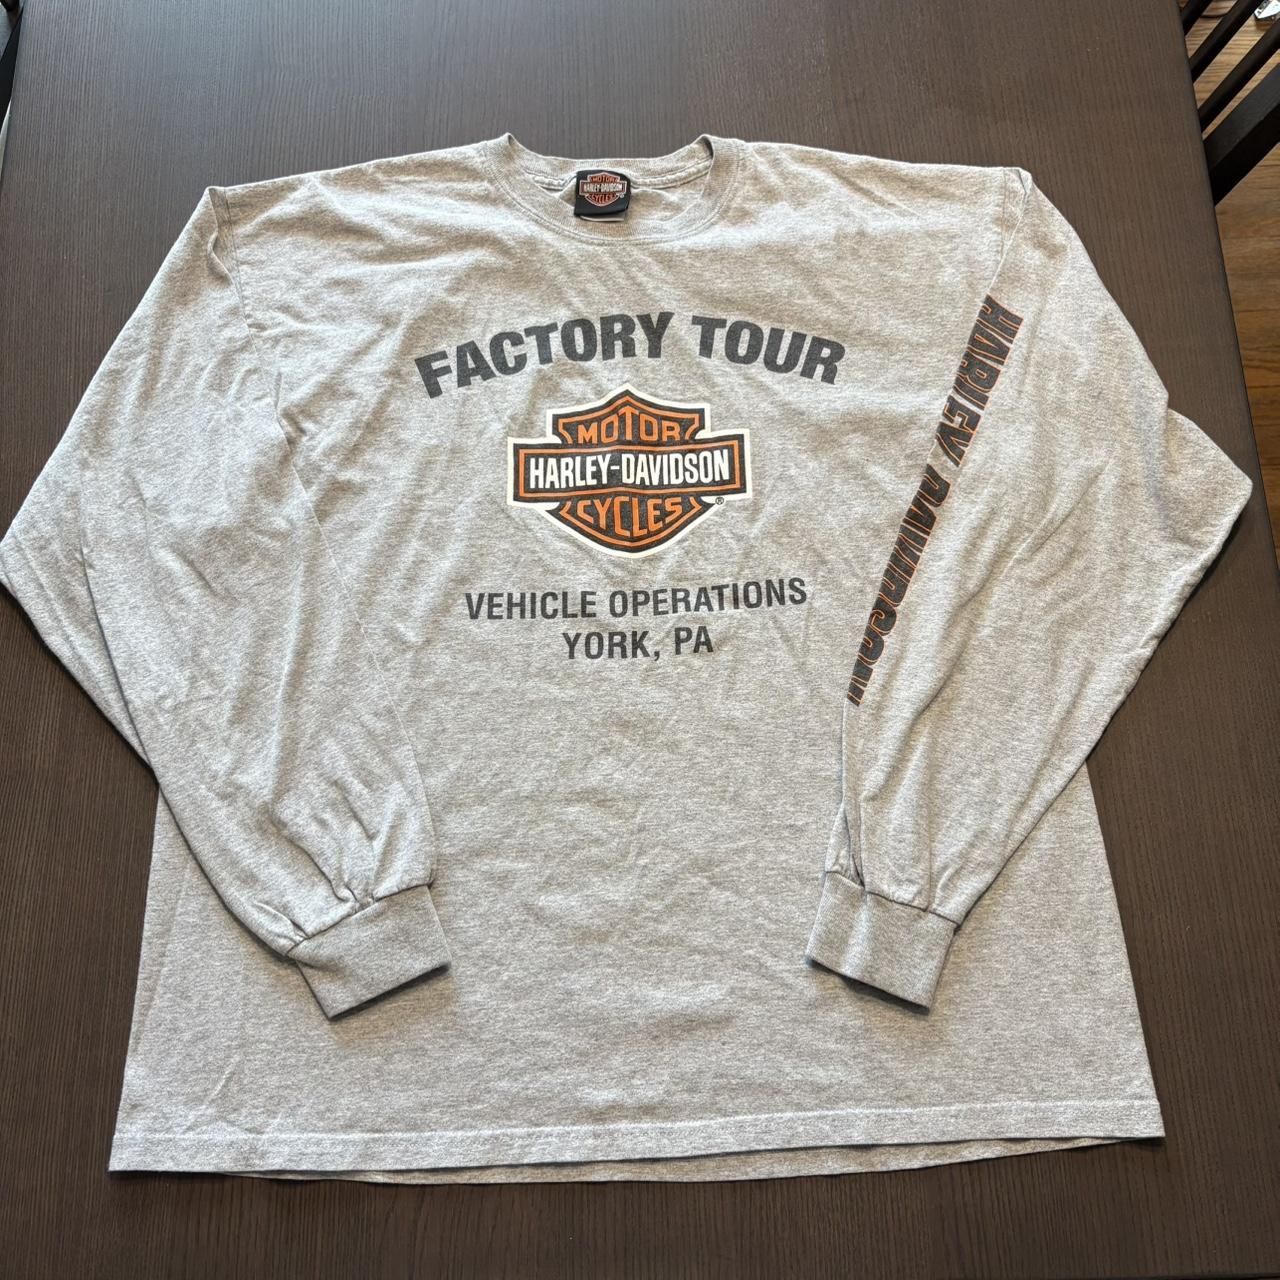 MOTOR
HARLEY-DAVIDSON
CYCLES
FACTORY TOUR
MOTOR
HARLEY-DAVIDSON
CYCLES
®
VEHICLE OPERATIONS
YORK, PA
HARLEY-DAVIDSON